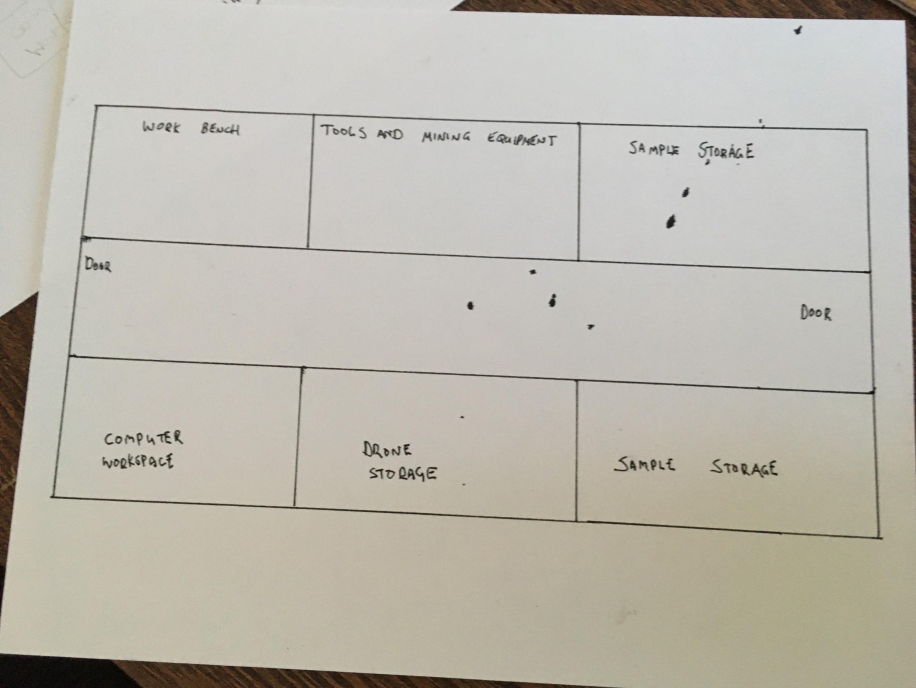 WORK BENCH
TOOLS AND MINING EQUIPMENT
SAMPLE STORAGE
DOOR
DOOR
COMPUTER
WORKSPACE
DRONE
STORAGE
SAMPLE STORAGE